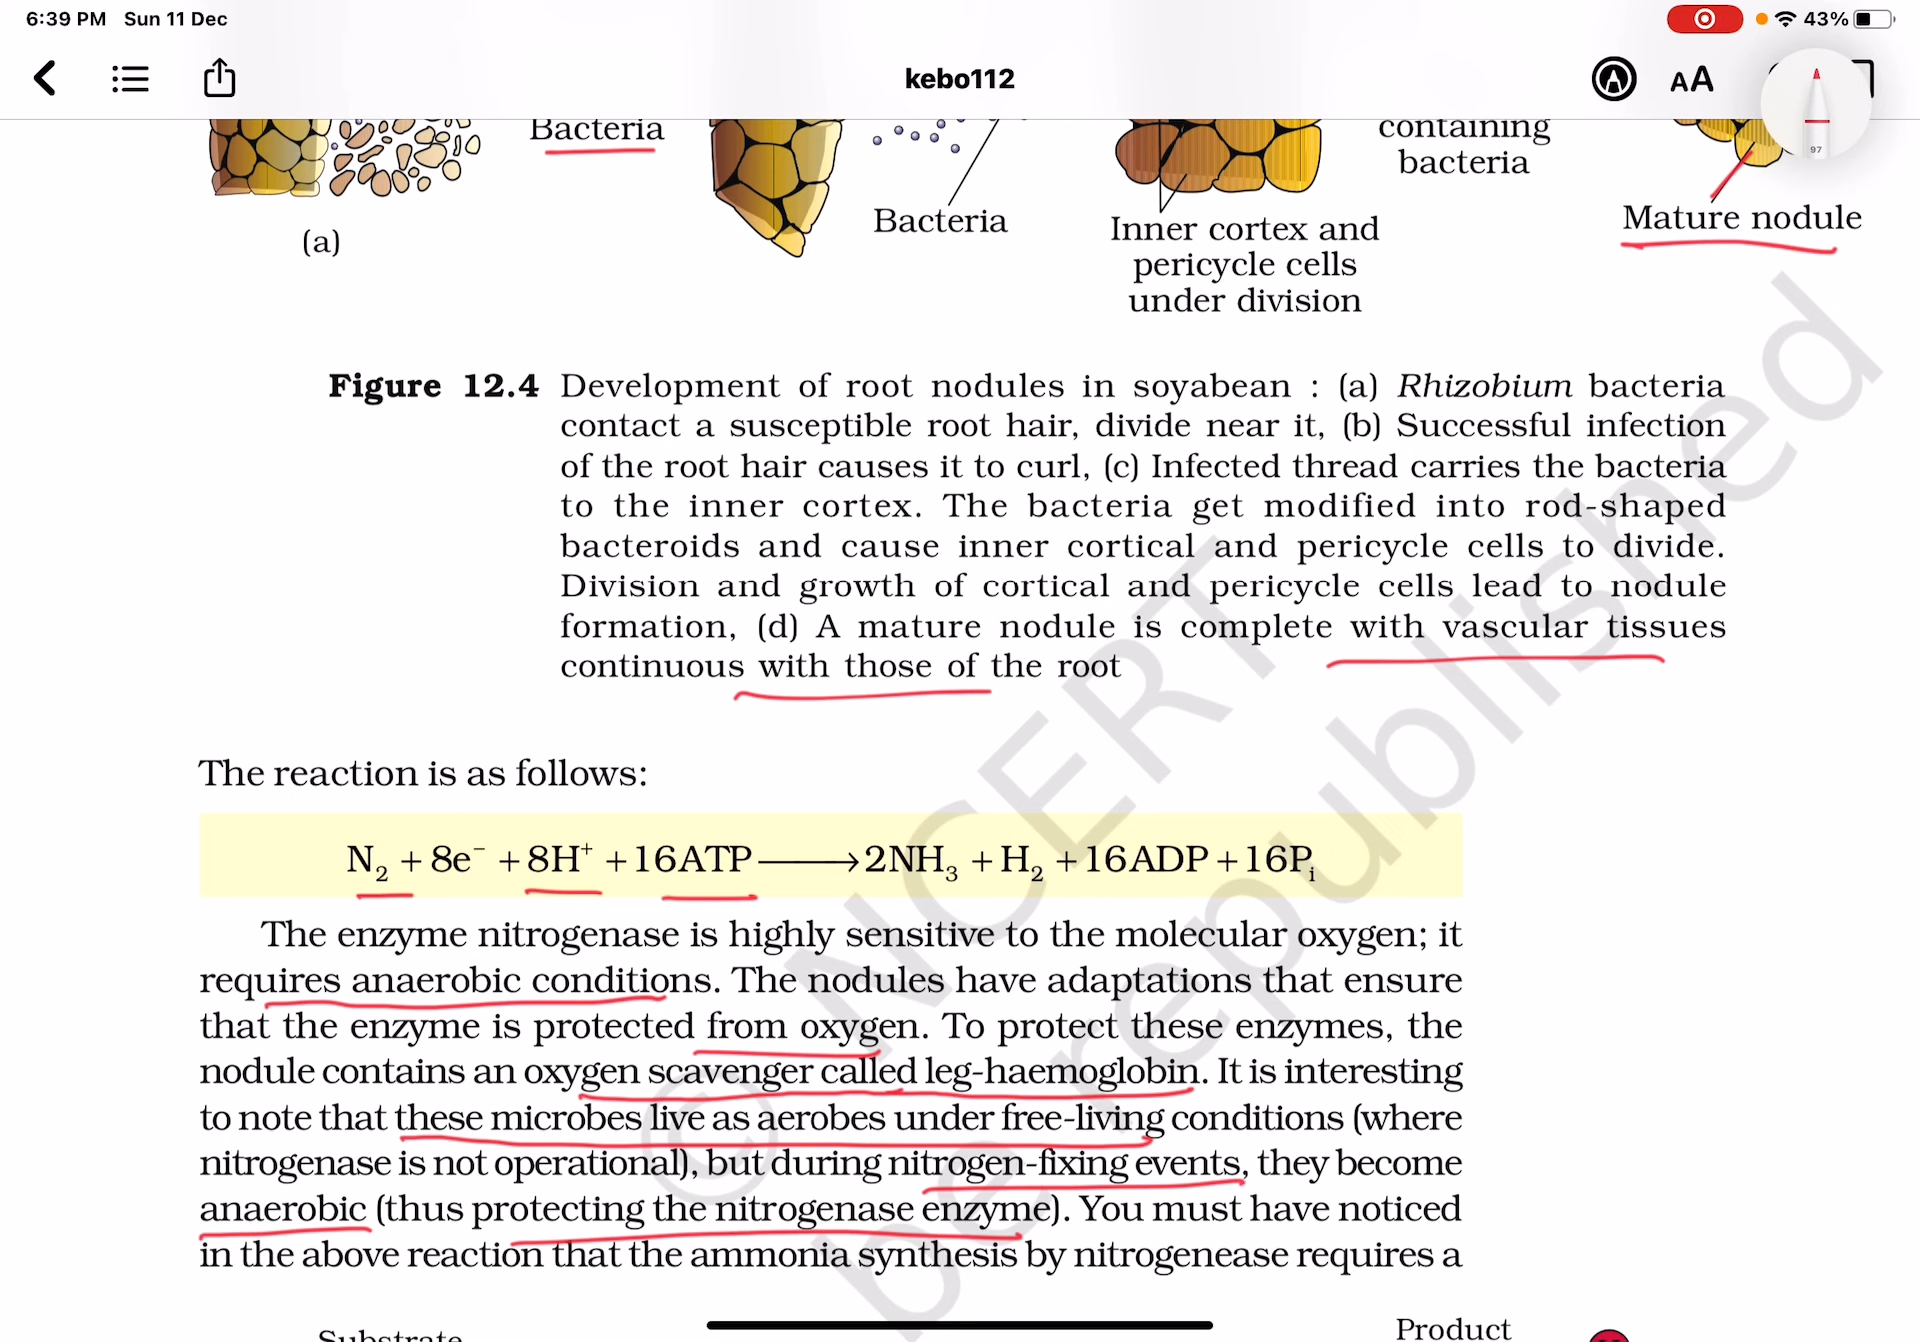 6:39 PM Sun 11 Dec
43%
kebo112
AA
97
Bacteria
containing
bacteria
Bacteria
Mature nodule
(a)
Inner cortex and
pericycle cells
under division
Figure 12.4 Development of root nodules in soyabean : (a) Rhizobium bacteria
contact a susceptible root hair, divide near it, (b) Successful infection
of the root hair causes it to curl, (c) Infected thread carries the bacteria
to the inner cortex. The bacteria get modified into rod-shaped
bacteroids and cause inner cortical and pericycle cells to divide.
Division and growth of cortical and pericycle cells lead to nodule
formation, (d) A mature nodule is complete with vascular tissues
continuous with those of the root
The reaction is as follows:
N₂ + 8e⁻ + 8H⁺ + 16ATP ⟶ 2NH₃ + H₂ + 16ADP + 16Pᵢ
The enzyme nitrogenase is highly sensitive to the molecular oxygen; it
requires anaerobic conditions. The nodules have adaptations that ensure
that the enzyme is protected from oxygen. To protect these enzymes, the
nodule contains an oxygen scavenger called leg-haemoglobin. It is interesting
to note that these microbes live as aerobes under free-living conditions (where
nitrogenase is not operational), but during nitrogen-fixing events, they become
anaerobic (thus protecting the nitrogenase enzyme). You must have noticed
in the above reaction that the ammonia synthesis by nitrogenease requires a
Substrate
Product
© NCERT
be republished